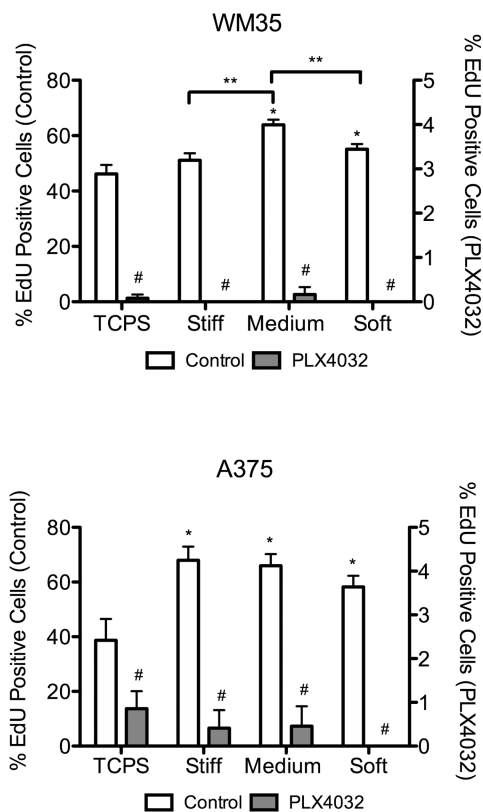 WM35
% EdU Positive Cells (Control)
% EdU Positive Cells (PLX4032)
** **
80 5
4
60
3
40
2
20
1
0 0
* *
# # # #
TCPS Stiff Medium Soft
Control PLX4032
A375
% EdU Positive Cells (Control)
% EdU Positive Cells (PLX4032)
80 5
4
60
3
40
2
20
1
0 0
* * *
# # # #
TCPS Stiff Medium Soft
Control PLX4032